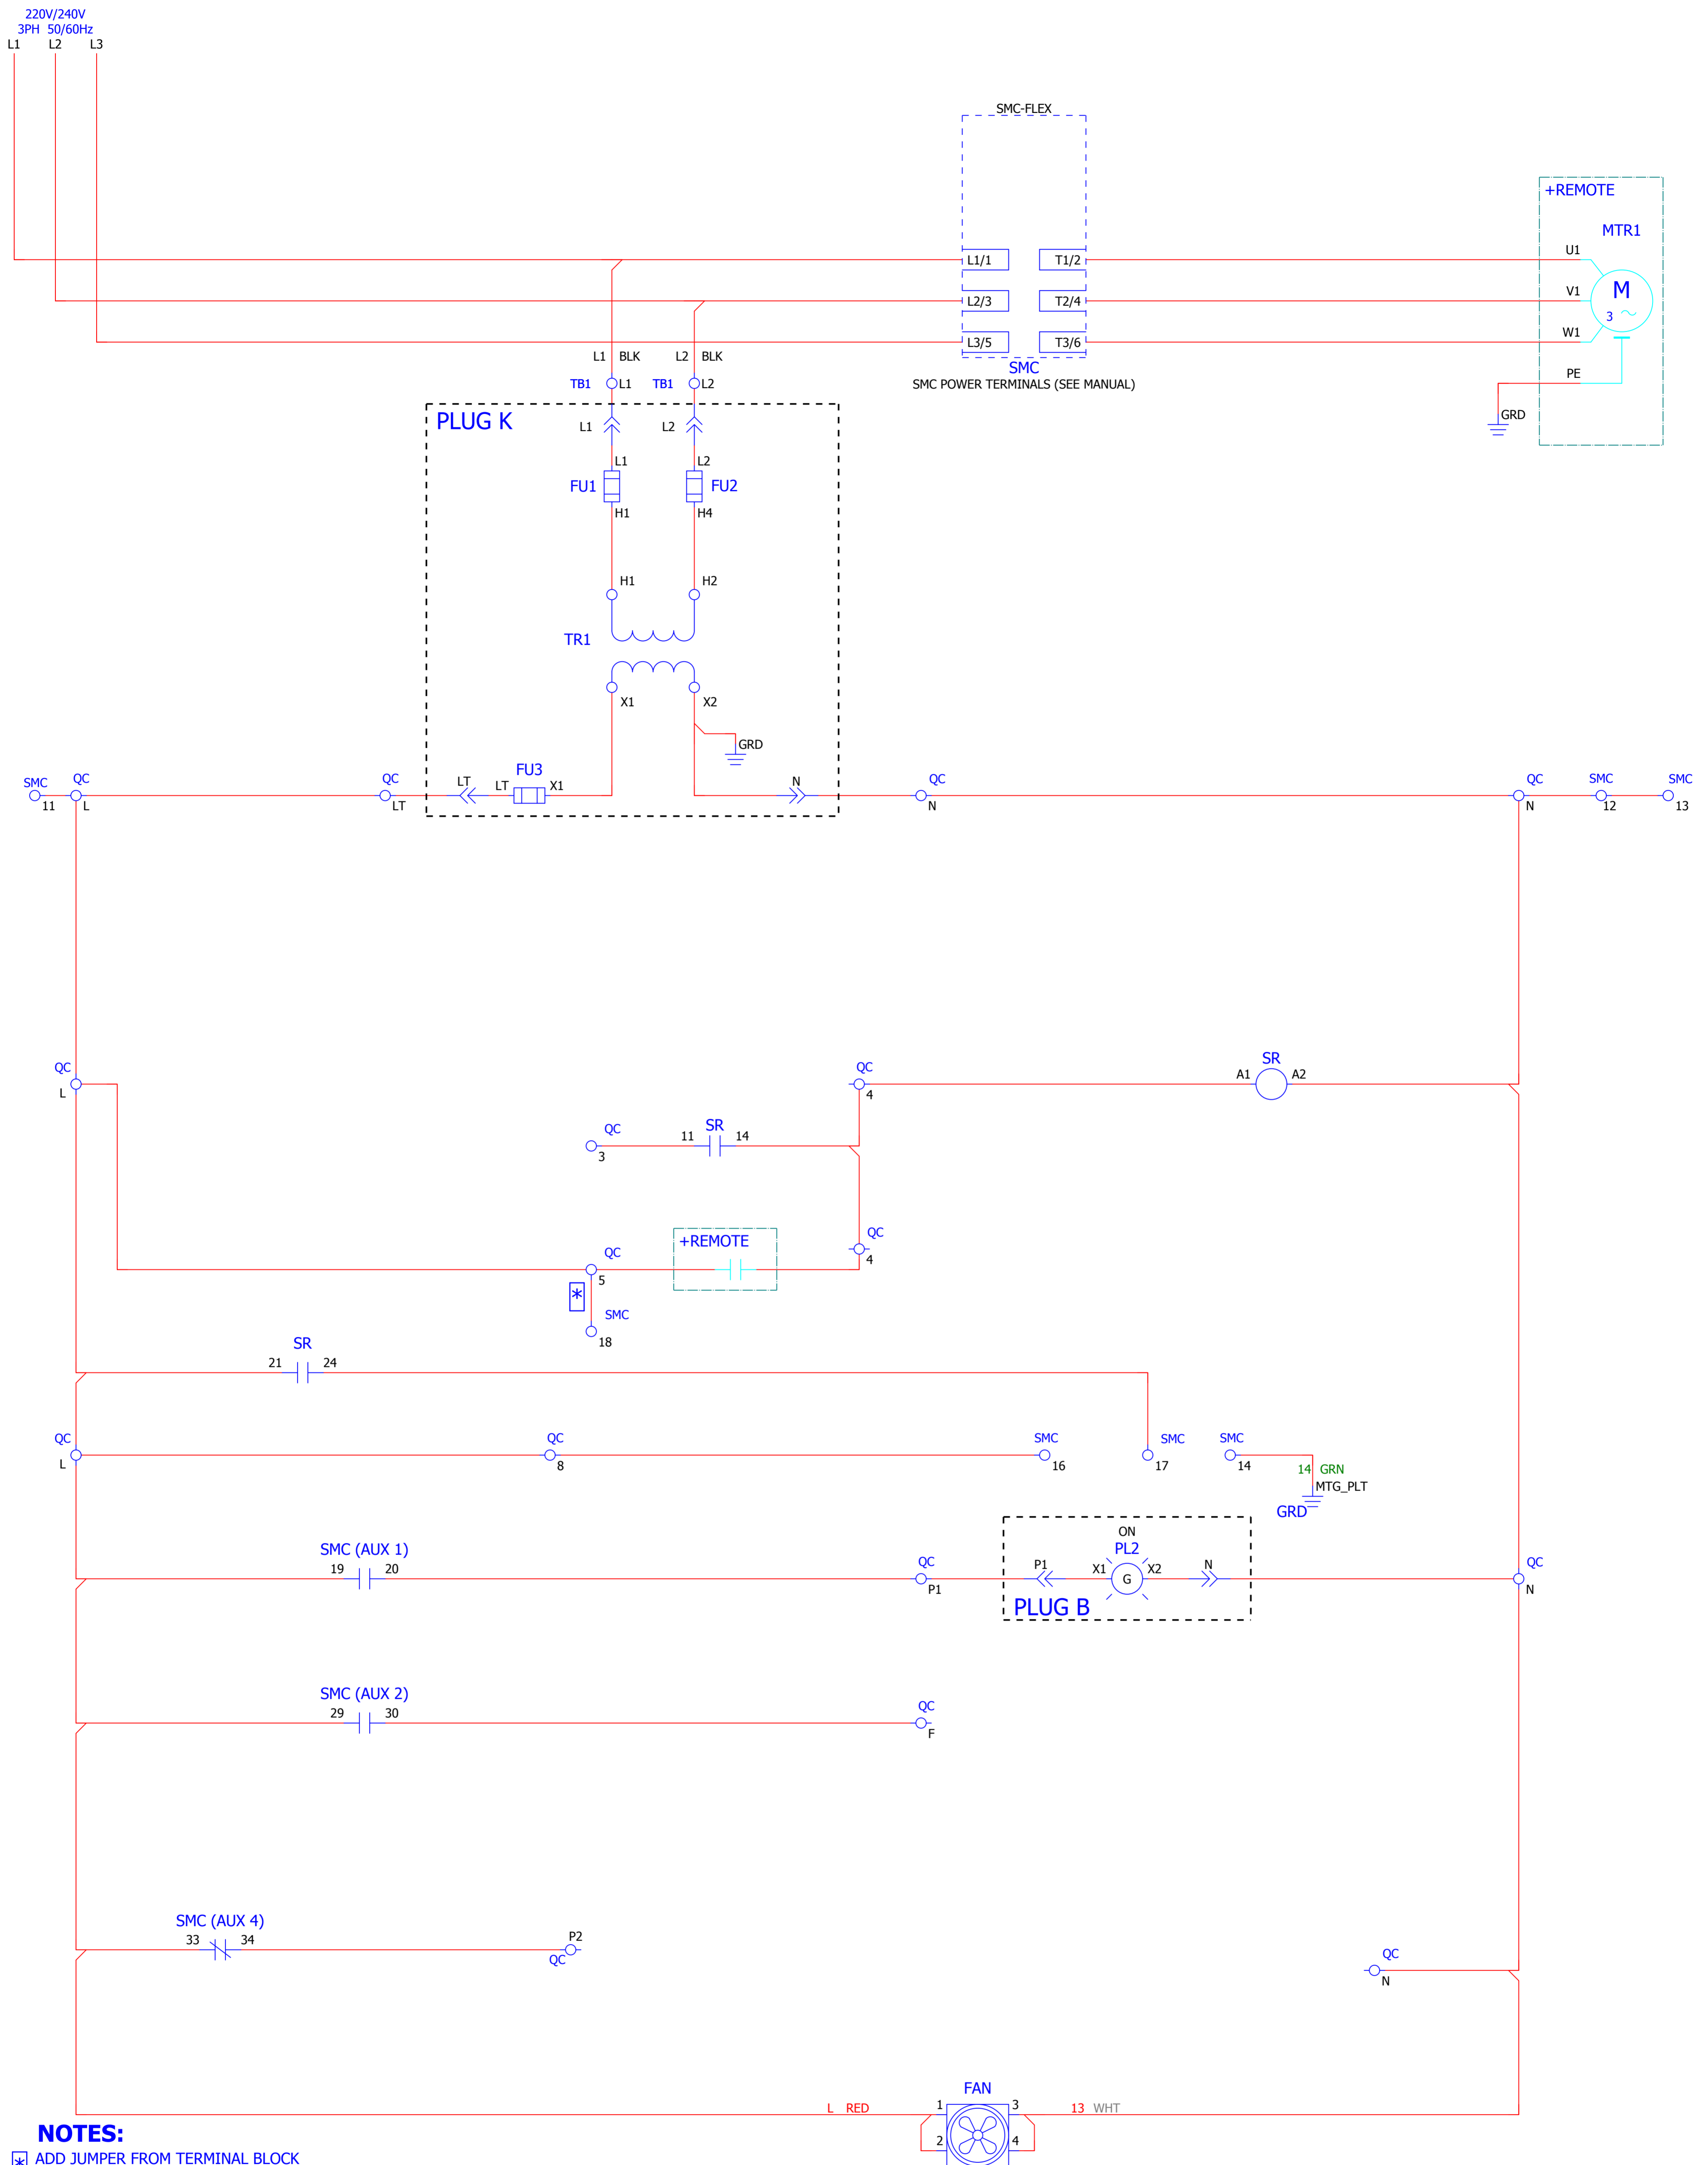 220V/240V
3PH 50/60Hz
L1 L2 L3
SMC-FLEX
+REMOTE
MTR1
L1/1 T1/2 U1
M
3
L2/3 T2/4 V1
L3/5 T3/6 W1
L1 BLK L2 BLK
SMC
SMC POWER TERMINALS (SEE MANUAL)
PE
TB1 L1 TB1 L2
GRD
PLUG K
L1 L2
L1 L2
FU1 FU2
H1 H4
H1 H2
TR1
X1 X2
GRD
SMC QC QC LT LT FU3 X1 N QC QC SMC SMC
11 L LT N N 12 13
QC QC SR
L 4 A1 A2
QC SR
3 11 14
QC
4
+REMOTE
QC
5
*
SMC
18
SR
21 24
QC QC SMC SMC SMC
L 8 16 17 14
14 GRN
MTG_PLT
GRD
ON
PL2
SMC (AUX 1)
19 20 QC P1 X1 G X2 N QC
P1 N
PLUG B
SMC (AUX 2)
29 30 QC
F
SMC (AUX 4)
33 34 P2
QC
QC
N
FAN
L RED 1 3 13 WHT
2 4
NOTES:
* ADD JUMPER FROM TERMINAL BLOCK